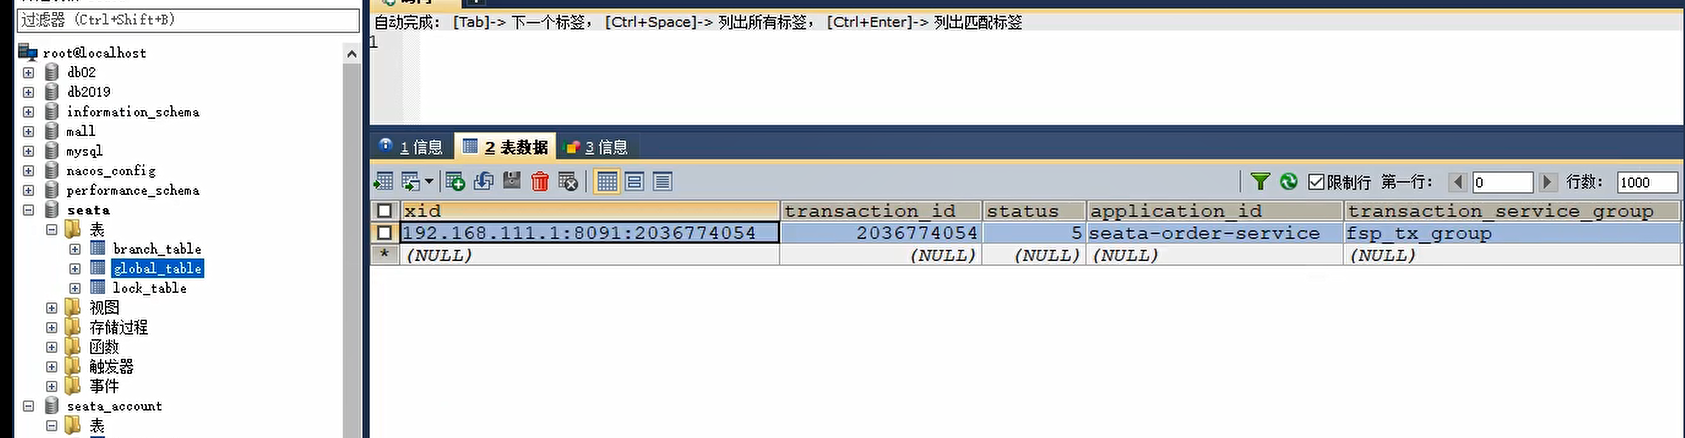 过滤器 (Ctrl+Shift+B)
root@localhost
db02
db2019
information_schema
mall
mysql
nacos_config
performance_schema
seata
表
branch_table
global_table
lock_table
视图
存储过程
函数
触发器
事件
seata_account
表
自动完成: [Tab]-> 下一个标签, [Ctrl+Space]-> 列出所有标签, [Ctrl+Enter]-> 列出匹配标签
1
1 信息 2 表数据 3 信息
限制行 第一行: 0 行数: 1000
xid transaction_id status application_id transaction_service_group
192.168.111.1:8091:2036774054 2036774054 5 seata-order-service fsp_tx_group
* (NULL) (NULL) (NULL) (NULL) (NULL)